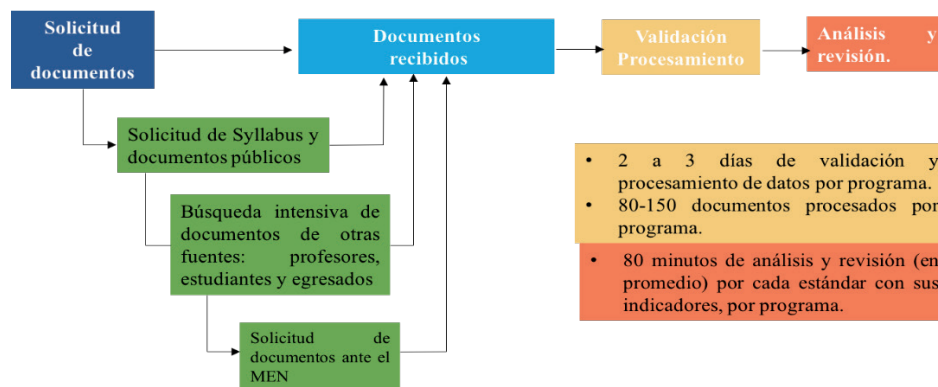 Solicitud
de
documentos
Documentos
recibidos
Validación
Procesamiento
Análisis y
revisión.
Solicitud de Syllabus y
documentos públicos
Búsqueda intensiva de
documentos de otras
fuentes: profesores,
estudiantes y egresados
Solicitud de
documentos ante el
MEN
• 2 a 3 días de validación y
procesamiento de datos por programa.
• 80-150 documentos procesados por
programa.
• 80 minutos de análisis y revisión (en
promedio) por cada estándar con sus
indicadores, por programa.